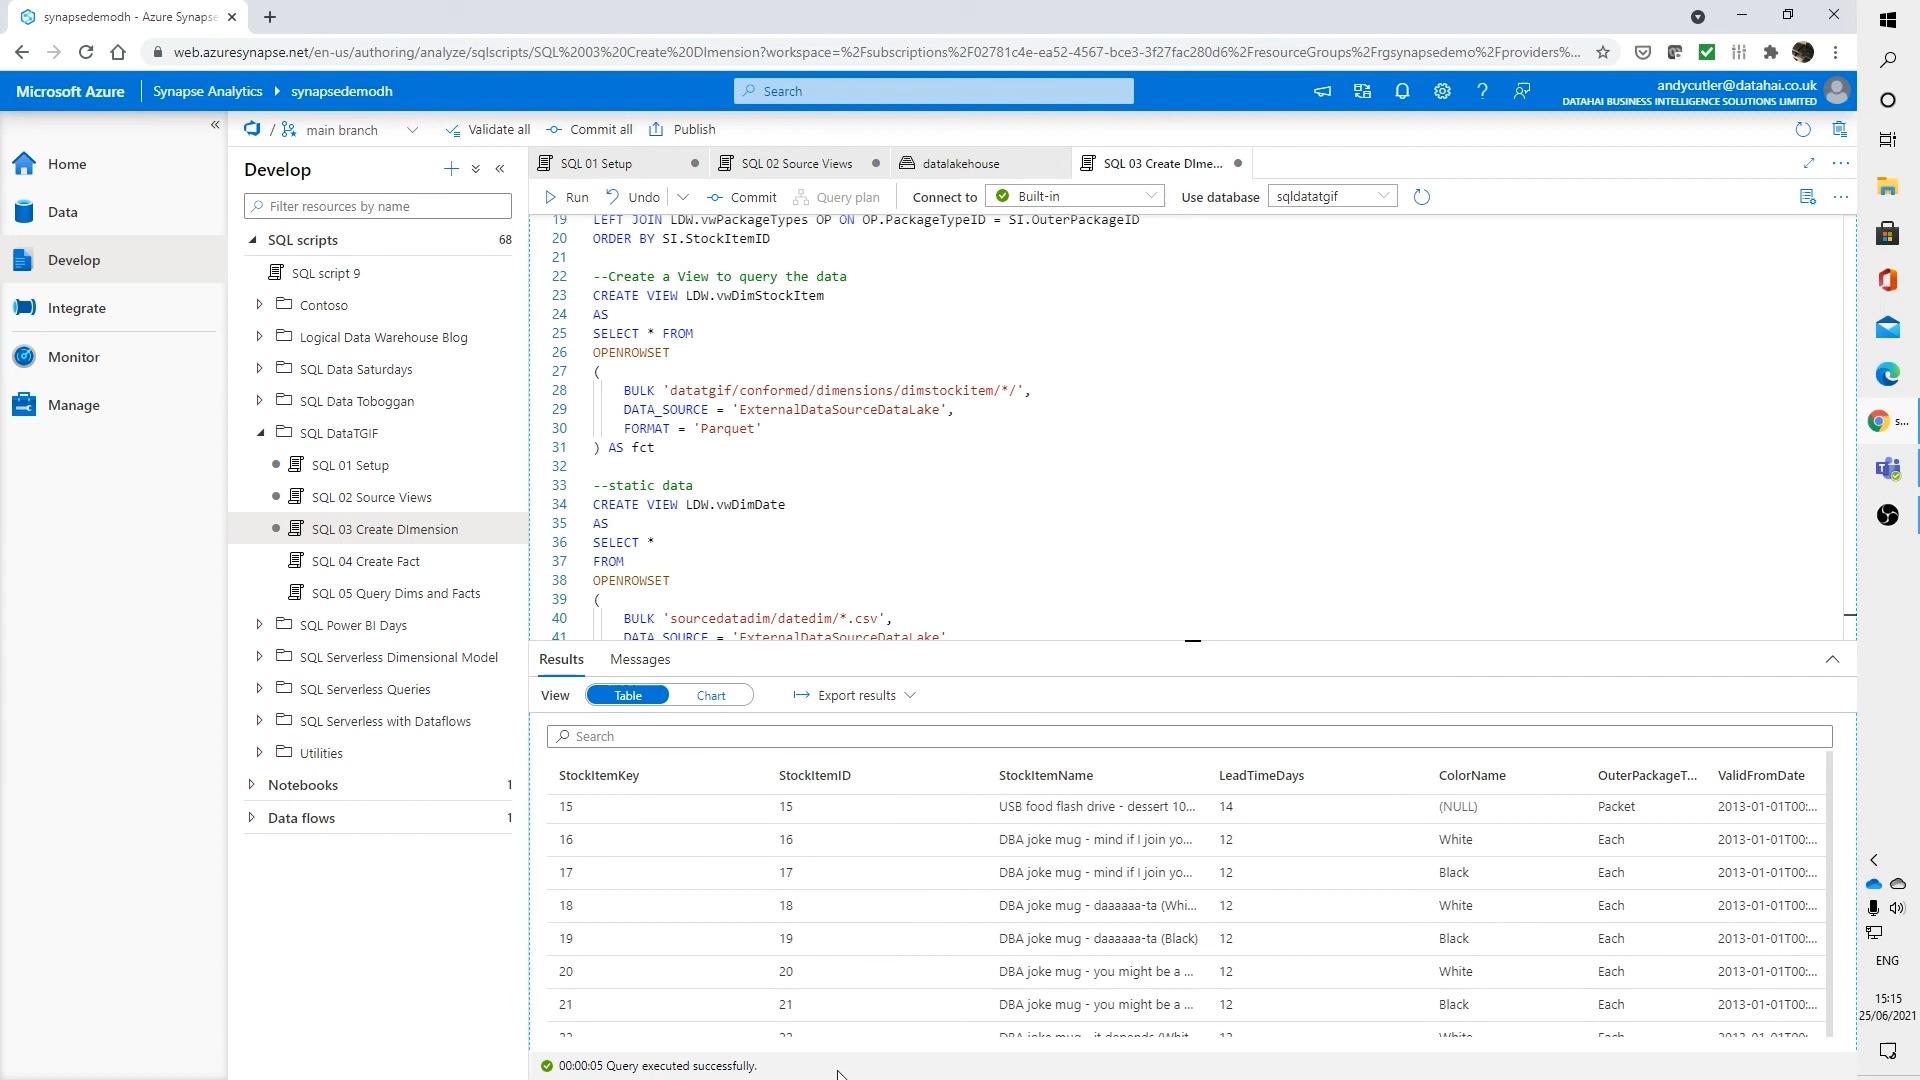 synapsedemodh - Azure Synapse
web.azuresynapse.net/en-us/authoring/analyze/sqlscripts/SQL%2003%20Create%20DImension?workspace=%2Fsubscriptions%2F02781c4e-ea52-4567-bce3-3f27fac280d6%2FresourceGroups%2Frgsynapsedemo%2Fproviders%...
Microsoft Azure Synapse Analytics synapsedemodh Search andycutler@datahai.co.uk
DATAHAI BUSINESS INTELLIGENCE SOLUTIONS LIMITED
/ main branch Validate all Commit all Publish
Home
Data
Develop
Integrate
Monitor
Manage
Develop
Filter resources by name
SQL scripts 68
SQL script 9
Contoso
Logical Data Warehouse Blog
SQL Data Saturdays
SQL Data Toboggan
SQL DataTGIF
SQL 01 Setup
SQL 02 Source Views
SQL 03 Create DImension
SQL 04 Create Fact
SQL 05 Query Dims and Facts
SQL Power BI Days
SQL Serverless Dimensional Model
SQL Serverless Queries
SQL Serverless with Dataflows
Utilities
Notebooks 1
Data flows 1
SQL 01 Setup SQL 02 Source Views datalakehouse SQL 03 Create DIme...
Run Undo Commit Query plan Connect to Built-in Use database sqldatatgif
19 LEFT JOIN LDW.vwPackageTypes OP ON OP.PackageTypeID = SI.OuterPackageID
20 ORDER BY SI.StockItemID
21
22 --Create a View to query the data
23 CREATE VIEW LDW.vwDimStockItem
24 AS
25 SELECT * FROM
26 OPENROWSET
27 (
28 BULK 'datatgif/conformed/dimensions/dimstockitem/*/',
29 DATA_SOURCE = 'ExternalDataSourceDataLake',
30 FORMAT = 'Parquet'
31 ) AS fct
32
33 --static data
34 CREATE VIEW LDW.vwDimDate
35 AS
36 SELECT *
37 FROM
38 OPENROWSET
39 (
40 BULK 'sourcedatadim/datedim/*.csv',
41 DATA_SOURCE = 'ExternalDataSourceDataLake'
Results Messages
View Table Chart Export results
Search
StockItemKey StockItemID StockItemName LeadTimeDays ColorName OuterPackageT... ValidFromDate
15 15 USB food flash drive - dessert 10... 14 (NULL) Packet 2013-01-01T00:...
16 16 DBA joke mug - mind if I join yo... 12 White Each 2013-01-01T00:...
17 17 DBA joke mug - mind if I join yo... 12 Black Each 2013-01-01T00:...
18 18 DBA joke mug - daaaaaa-ta (Whi... 12 White Each 2013-01-01T00:...
19 19 DBA joke mug - daaaaaa-ta (Black) 12 Black Each 2013-01-01T00:...
20 20 DBA joke mug - you might be a ... 12 White Each 2013-01-01T00:...
21 21 DBA joke mug - you might be a ... 12 Black Each 2013-01-01T00:...
22 22 DBA joke mug - it depends (Whit... 12 White Each 2013-01-01T00:...
00:00:05 Query executed successfully.
s...
ENG
15:15
25/06/2021